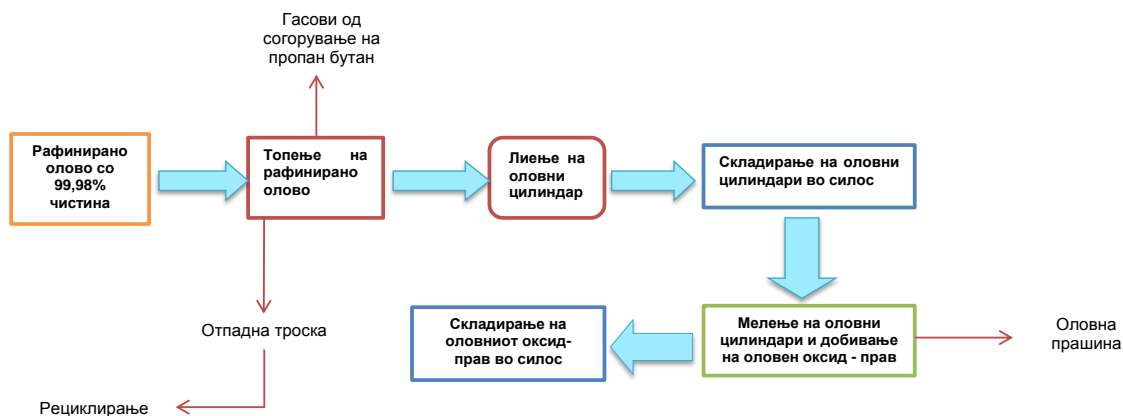 Гасови од
согорување на
пропан бутан
Рафинирано
олово со
99,98%
чистина
Топење на
рафинирано
олово
Лиење на
оловни
цилиндар
Складирање на оловни
цилиндари во силос
Отпадна троска
Складирање на
оловниот оксид-
прав во силос
Мелење на оловни
цилиндари и добивање
на оловен оксид - прав
Оловна
прашина
Рециклирање